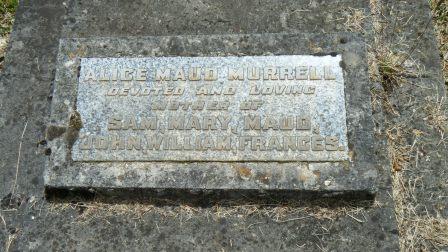 ALICE MAUD MURRELL
DEVOTED AND LOVING
MOTHER OF
SAM, MARY, MAUD,
JOHN, WILLIAM, FRANCES.